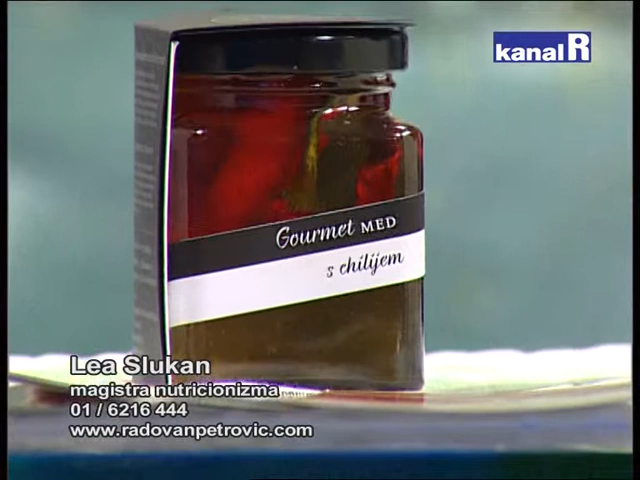 kanal R
Gourmet MED
s chilijem
Lea Slukan
magistra nutricionizma
01 / 6216 444
www.radovanpetrovic.com